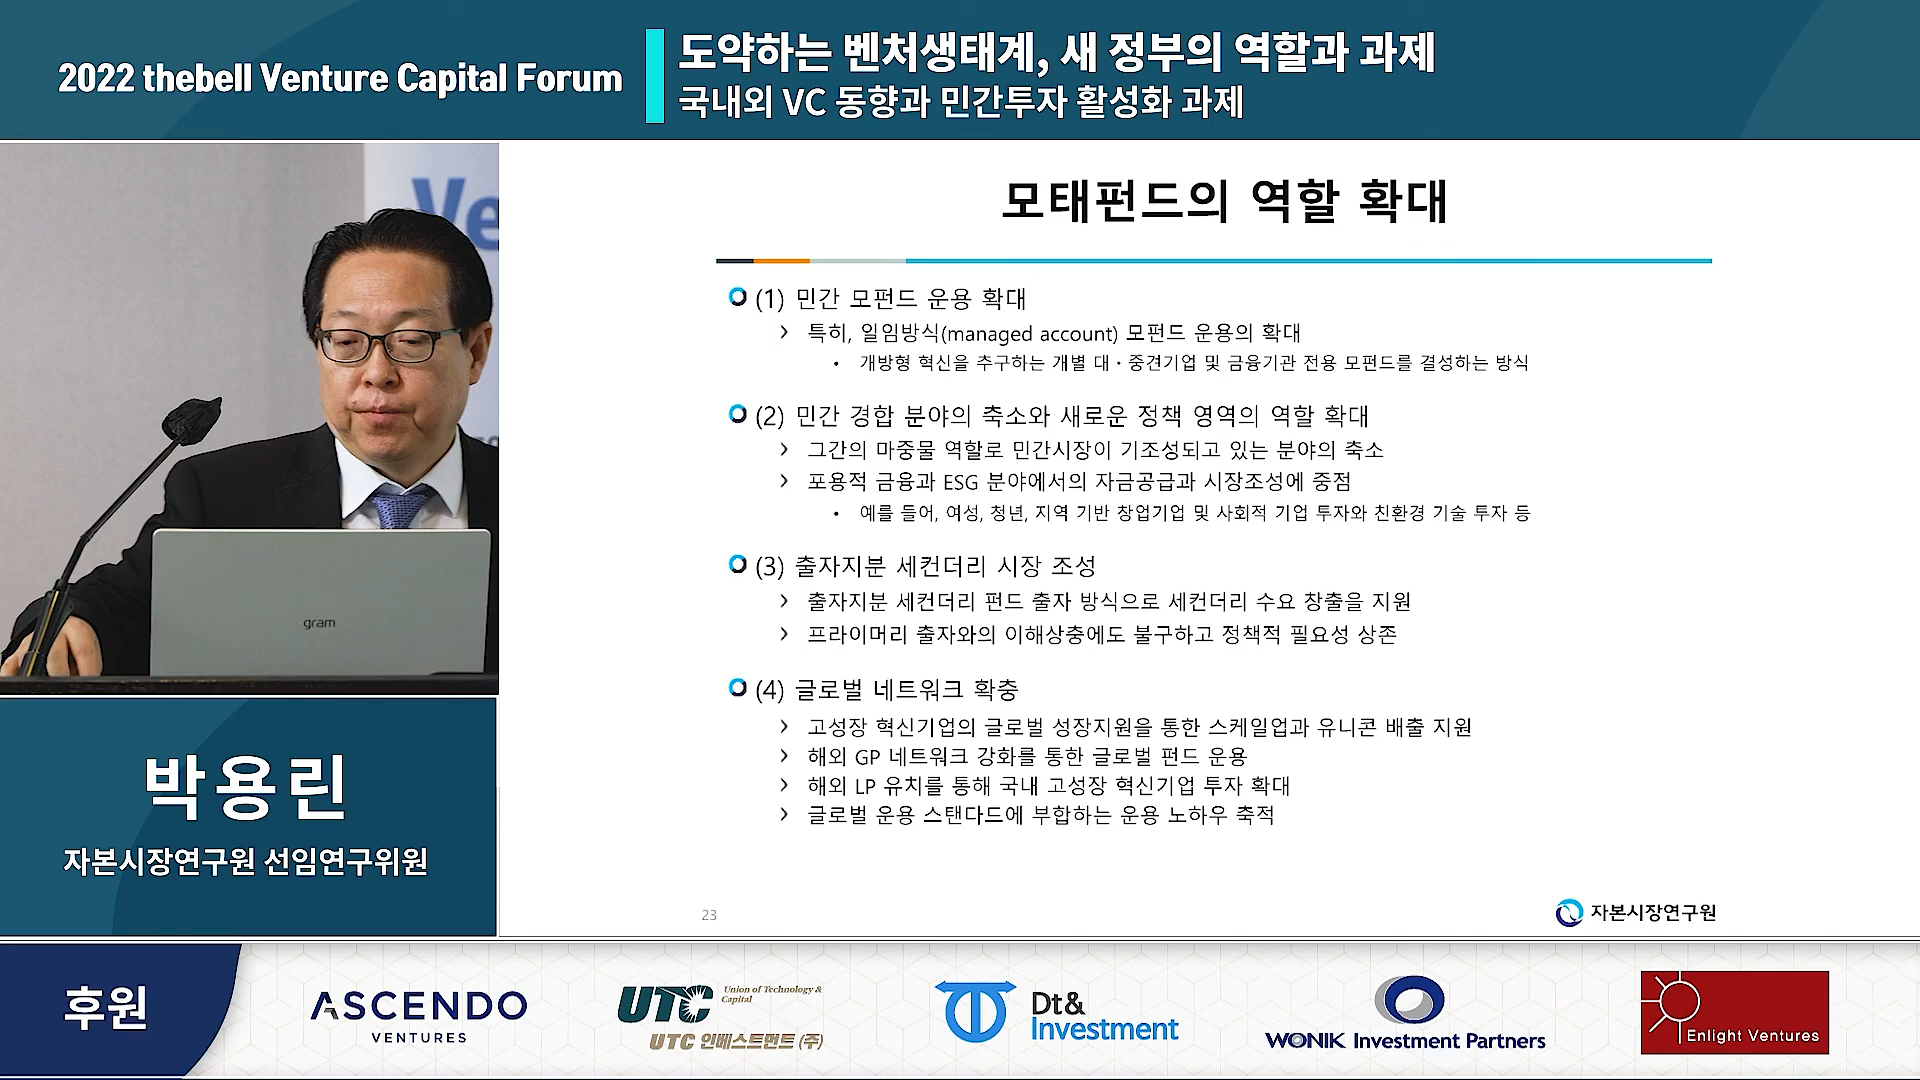 2022 thebell Venture Capital Forum
도약하는 벤처생태계, 새 정부의 역할과 과제
국내외 VC 동향과 민간투자 활성화 과제
Ve
gram
박용린
자본시장연구원 선임연구위원
모태펀드의 역할 확대
(1) 민간 모펀드 운용 확대
› 특히, 일임방식(managed account) 모펀드 운용의 확대
• 개방형 혁신을 추구하는 개별 대·중견기업 및 금융기관 전용 모펀드를 결성하는 방식
(2) 민간 경합 분야의 축소와 새로운 정책 영역의 역할 확대
› 그간의 마중물 역할로 민간시장이 기조성되고 있는 분야의 축소
› 포용적 금융과 ESG 분야에서의 자금공급과 시장조성에 중점
• 예를 들어, 여성, 청년, 지역 기반 창업기업 및 사회적 기업 투자와 친환경 기술 투자 등
(3) 출자지분 세컨더리 시장 조성
› 출자지분 세컨더리 펀드 출자 방식으로 세컨더리 수요 창출을 지원
› 프라이머리 출자와의 이해상충에도 불구하고 정책적 필요성 상존
(4) 글로벌 네트워크 확충
› 고성장 혁신기업의 글로벌 성장지원을 통한 스케일업과 유니콘 배출 지원
› 해외 GP 네트워크 강화를 통한 글로벌 펀드 운용
› 해외 LP 유치를 통해 국내 고성장 혁신기업 투자 확대
› 글로벌 운용 스탠다드에 부합하는 운용 노하우 축적
23
자본시장연구원
후원
ASCENDO
VENTURES
UTC
Union of Technology &
Capital
UTC 인베스트먼트 (주)
Dt&
Investment
WONIK Investment Partners
Enlight Ventures